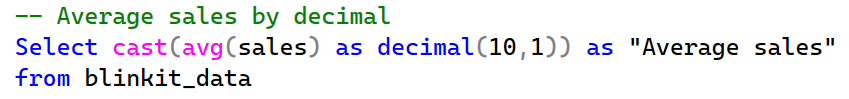 -- Average sales by decimal
Select cast(avg(sales) as decimal(10,1)) as "Average sales"
from blinkit_data